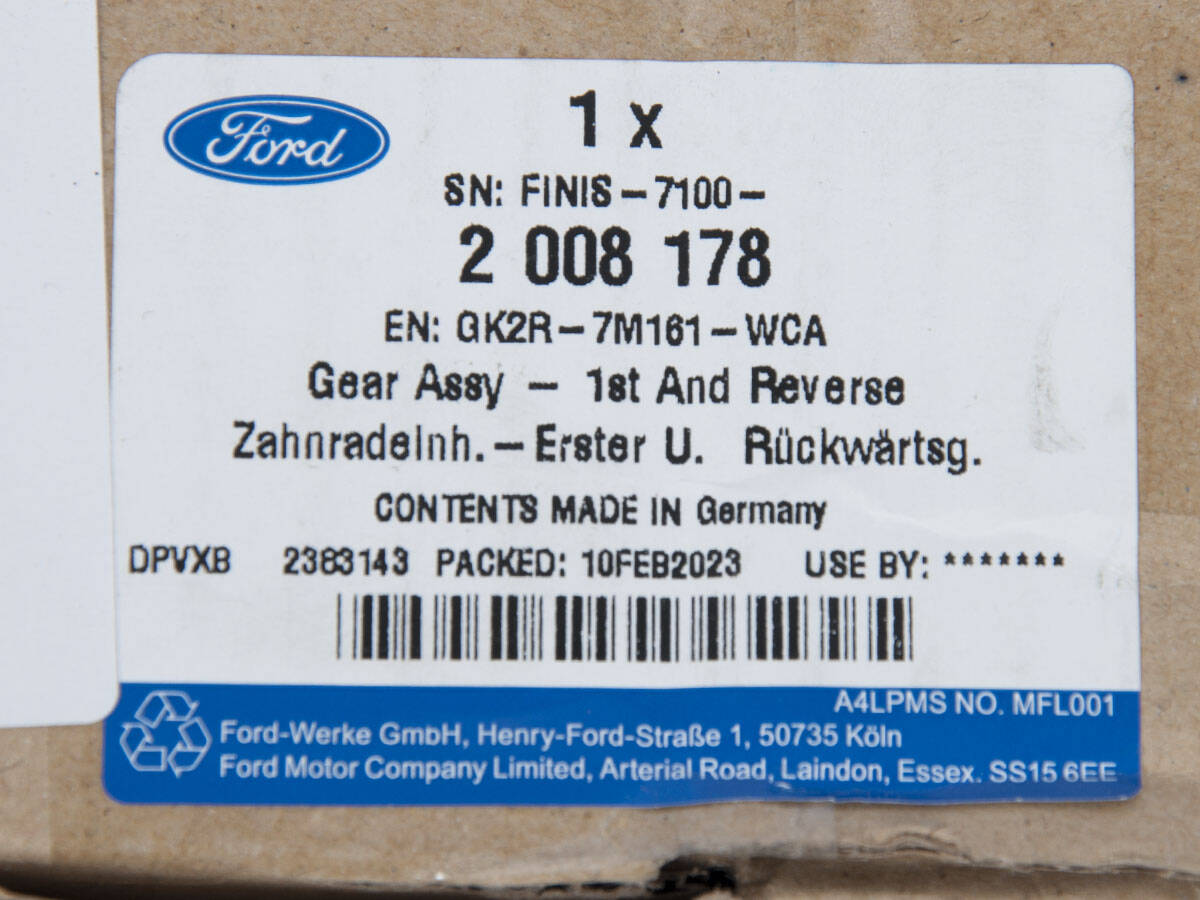 Ford
1 x
SN: FINIS-7100-
2 008 178
EN: GK2R-7M161-WCA
Gear Assy - 1st And Reverse
Zahnradeinh.-Erster U. Rückwärtsg.
CONTENTS MADE IN Germany
DPVXB 2383143 PACKED: 10FEB2023 USE BY: *******
A4LPMS NO. MFL001
Ford-Werke GmbH, Henry-Ford-Straße 1, 50735 Köln
Ford Motor Company Limited, Arterial Road, Laindon, Essex. SS15 6EE